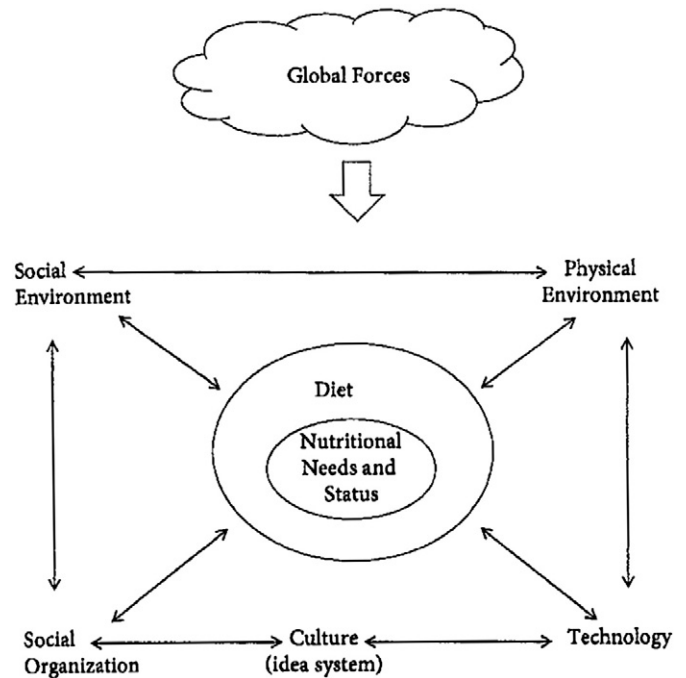 Global Forces
Social
Environment
Physical
Environment
Diet
Nutritional
Needs and
Status
Social
Organization
Culture
(idea system)
Technology